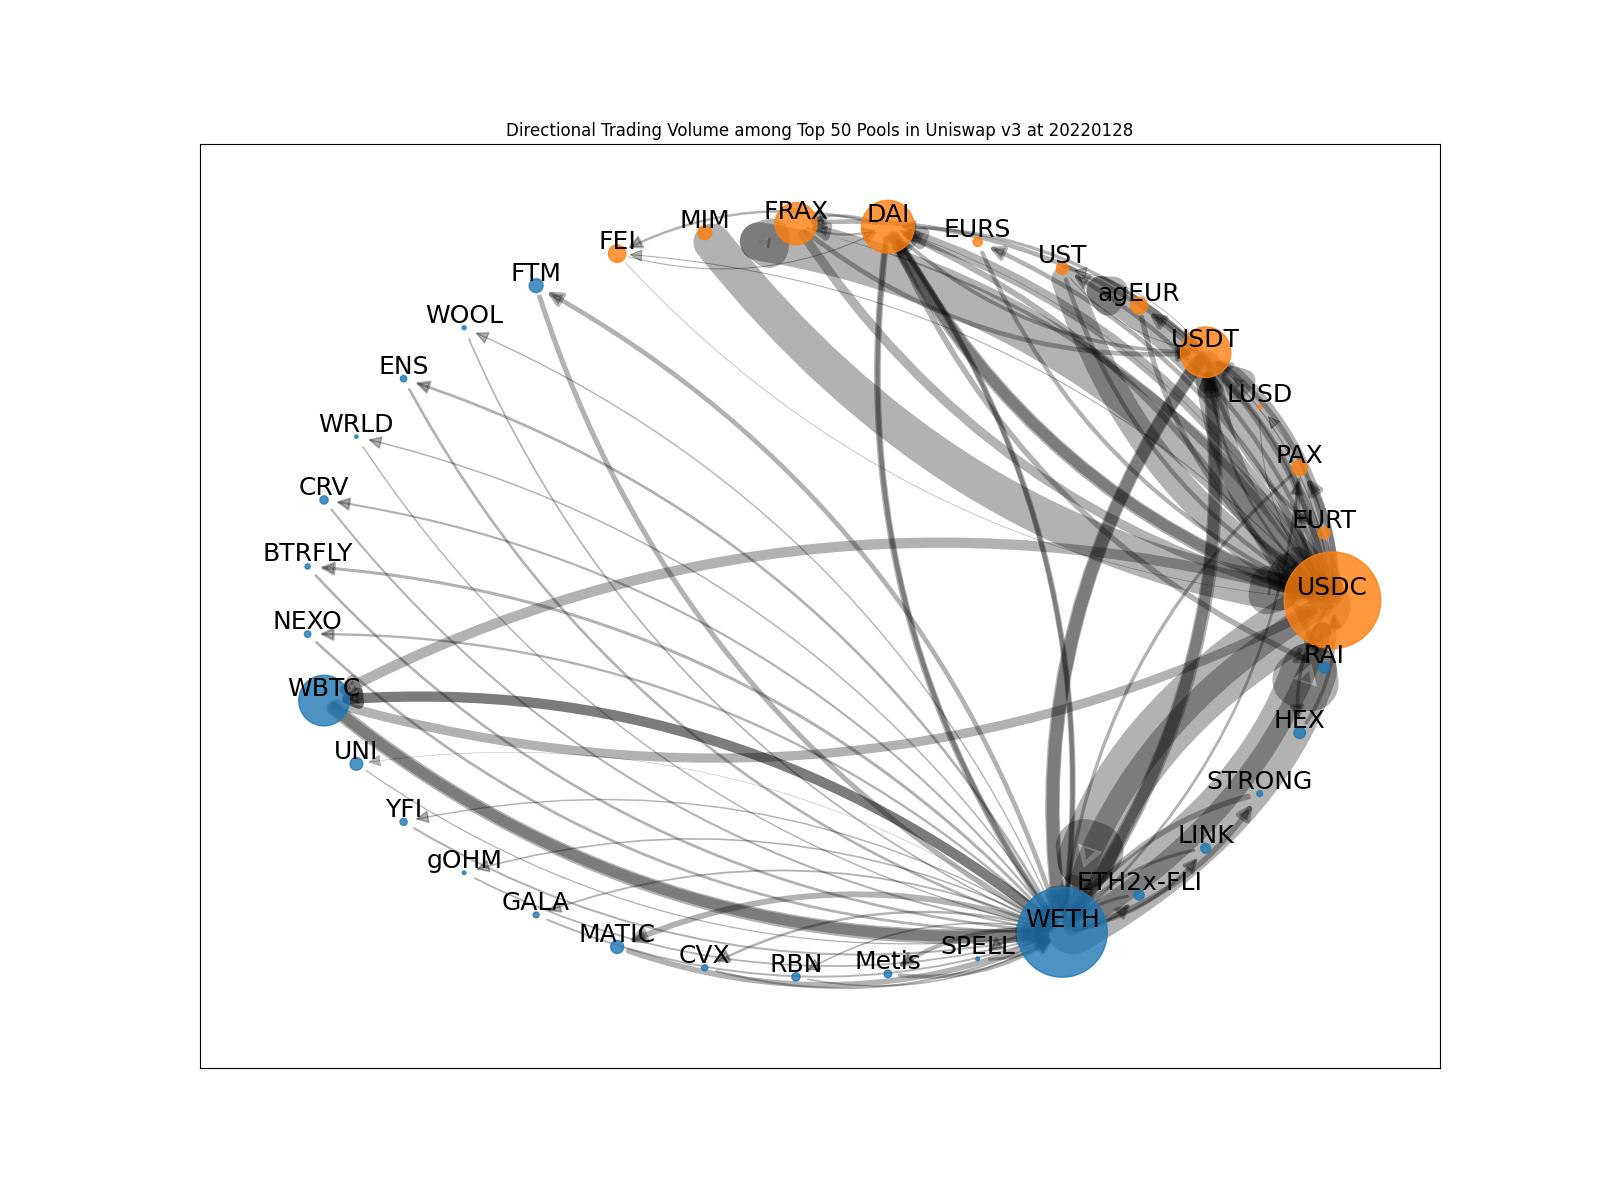 Directional Trading Volume among Top 50 Pools in Uniswap v3 at 20220128
MIM
FRAX
DAI
EURS
FEI
UST
FTM
agEUR
WOOL
USDT
ENS
LUSD
WRLD
PAX
CRV
EURT
BTRFLY
USDC
NEXO
RAI
WBTC
HEX
UNI
STRONG
YFI
LINK
gOHM
ETH2x-FLI
GALA
WETH
MATIC
SPELL
CVX
RBN
Metis